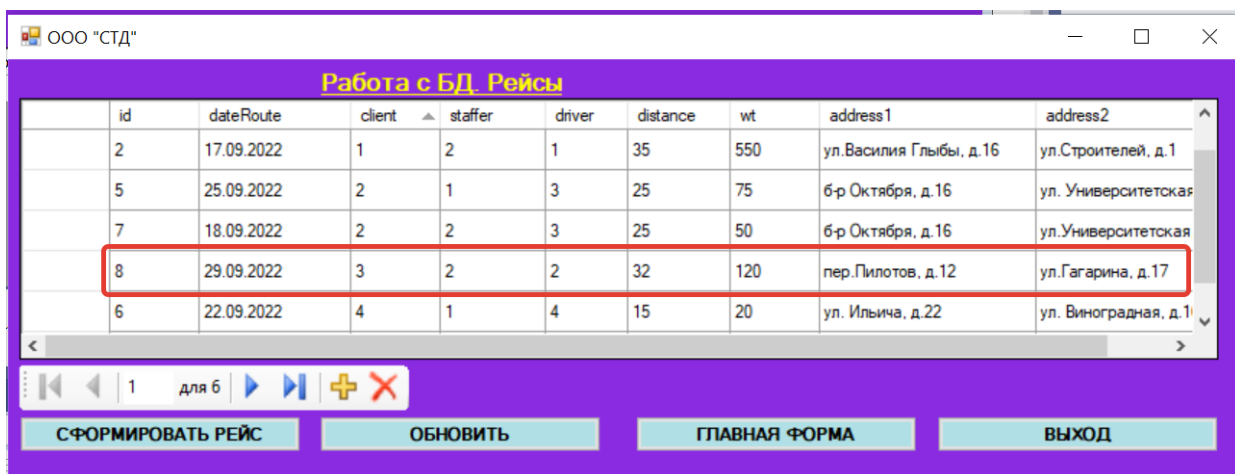 ООО "СТД"
Работа с БД. Рейсы
id dateRoute client staffer driver distance wt address1 address2
2 17.09.2022 1 2 1 35 550 ул.Василия Глыбы, д.16 ул.Строителей, д.1
5 25.09.2022 2 1 3 25 75 б-р Октября, д.16 ул. Университетская
7 18.09.2022 2 2 3 25 50 б-р Октября, д.16 ул.Университетская
8 29.09.2022 3 2 2 32 120 пер.Пилотов, д.12 ул.Гагарина, д.17
6 22.09.2022 4 1 4 15 20 ул. Ильича, д.22 ул. Виноградная, д.1
1 для 6
СФОРМИРОВАТЬ РЕЙС ОБНОВИТЬ ГЛАВНАЯ ФОРМА ВЫХОД